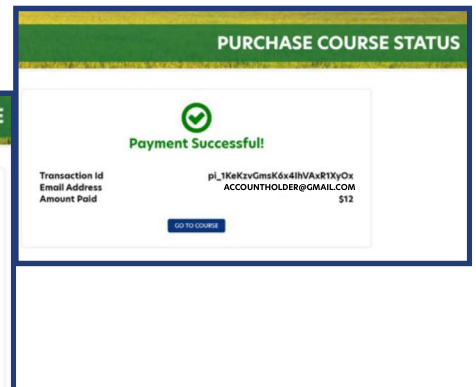 PURCHASE COURSE STATUS
E
Payment Successful!
Transaction Id pi_1KeKzvGmsK6x4IhVAxR1XyOx
Email Address ACCOUNTHOLDER@GMAIL.COM
Amount Paid $12
GO TO COURSE